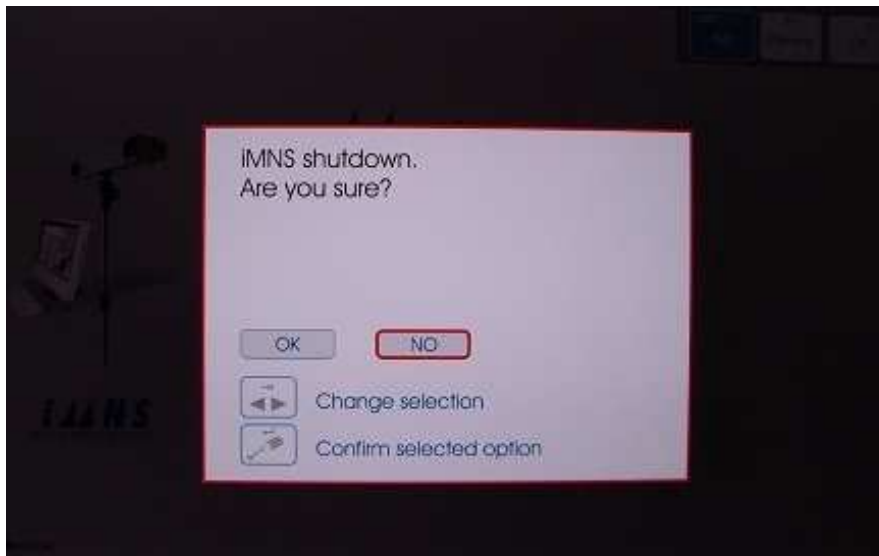 iMNS shutdown.
Are you sure?
OK NO
Change selection
Confirm selected option